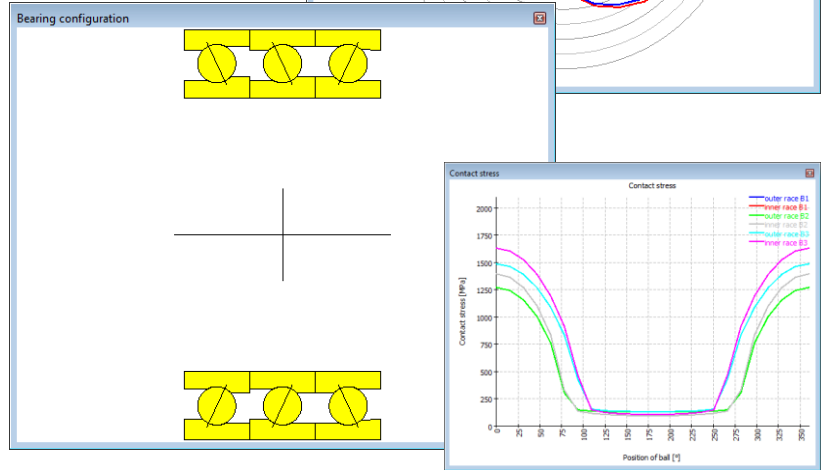 Bearing configuration
Contact stress
Contact stress
outer race B1
inner race B1
outer race B2
inner race B2
outer race B3
inner race B3
Contact stress [MPa]
2000
1750
1500
1250
1000
750
500
250
0
0
25
50
75
100
125
150
175
200
225
250
275
300
325
350
Position of ball [°]